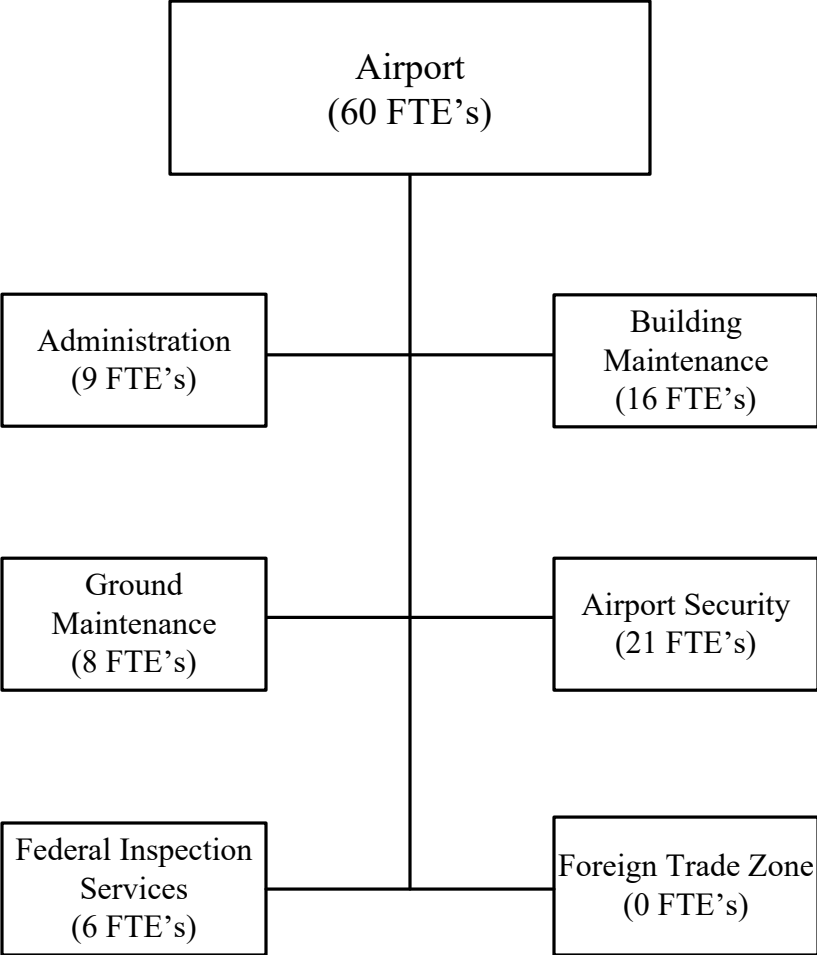 Airport
(60 FTE’s)
Administration
(9 FTE’s)
Building
Maintenance
(16 FTE’s)
Ground
Maintenance
(8 FTE’s)
Airport Security
(21 FTE’s)
Federal Inspection
Services
(6 FTE’s)
Foreign Trade Zone
(0 FTE’s)